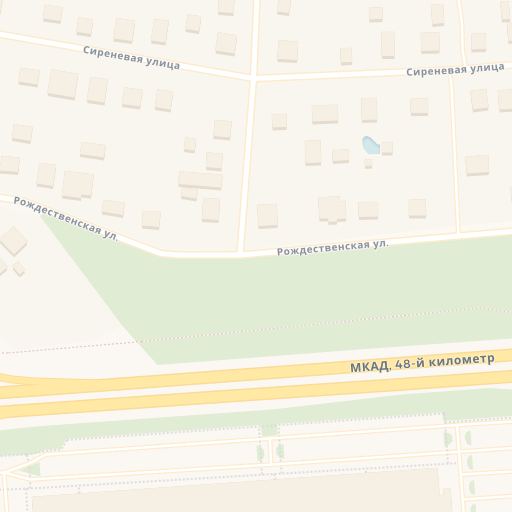 Сиреневая улица
Сиреневая улица
Рождественская ул.
Рождественская ул.
МКАД, 48-й километр